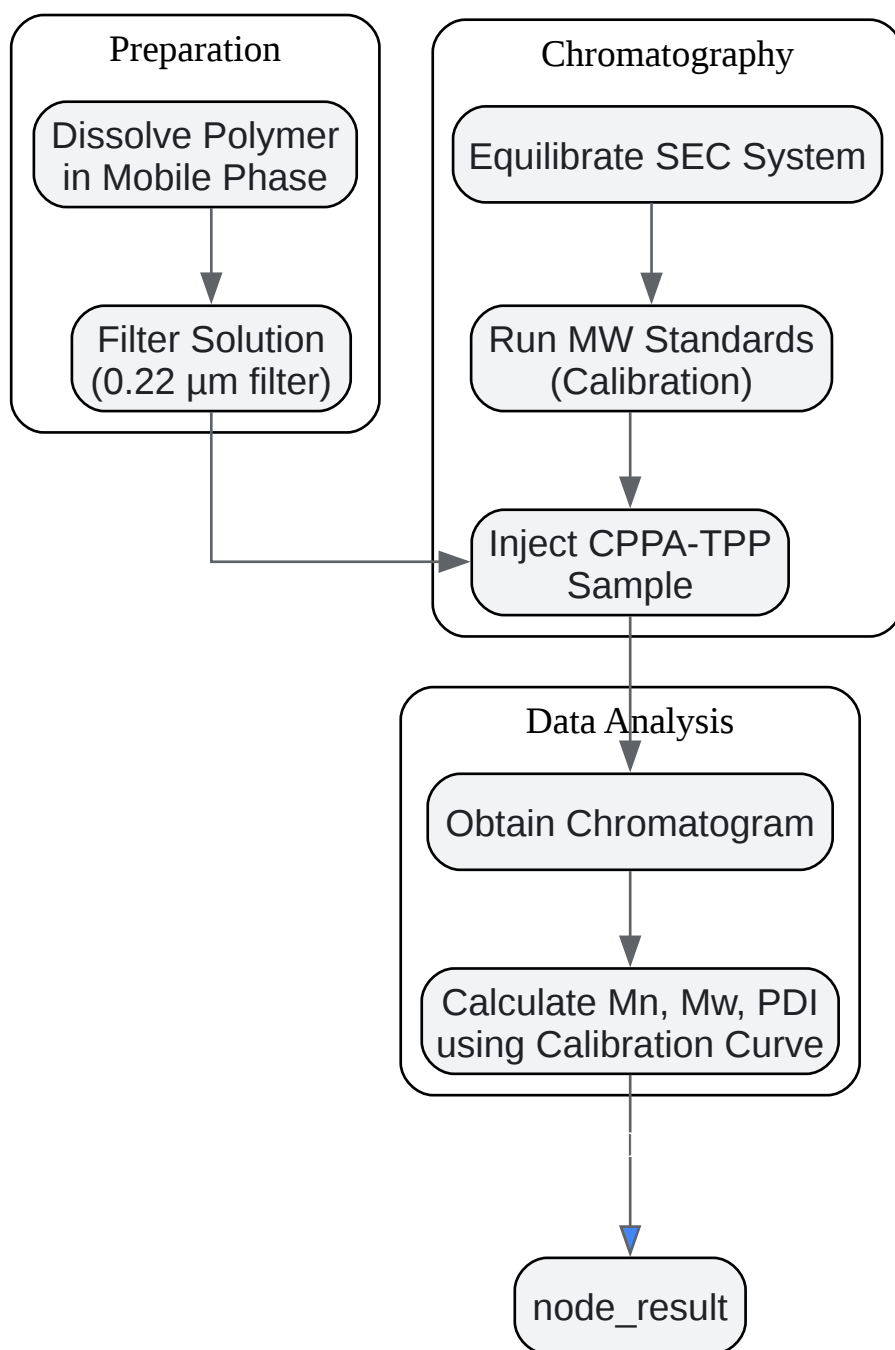 Preparation
Dissolve Polymer
in Mobile Phase
Filter Solution
(0.22 µm filter)
Chromatography
Equilibrate SEC System
Run MW Standards
(Calibration)
Inject CPPA-TPP
Sample
Data Analysis
Obtain Chromatogram
Calculate Mn, Mw, PDI
using Calibration Curve
node_result